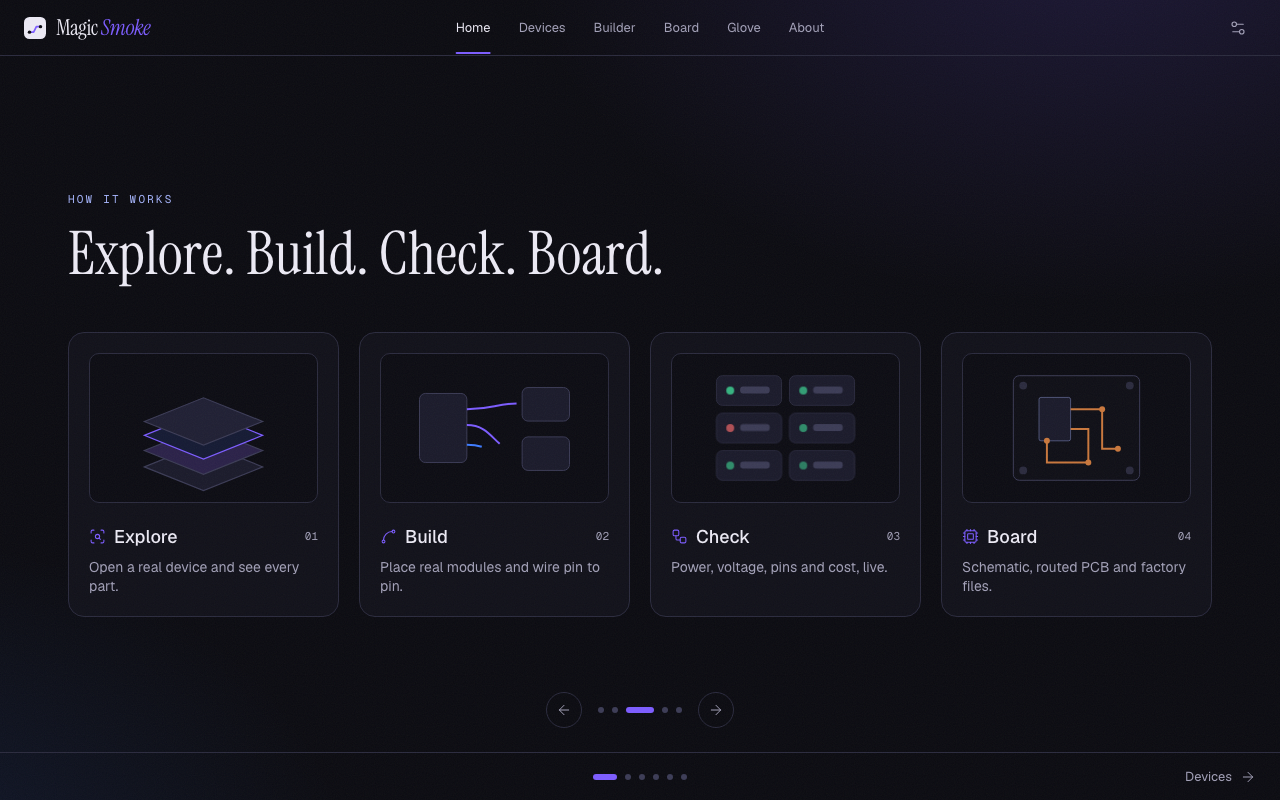 Magic Smoke
Home
Devices
Builder
Board
Glove
About
HOW IT WORKS
Explore. Build. Check. Board.
Explore
01
Open a real device and see every
part.
Build
02
Place real modules and wire pin to
pin.
Check
03
Power, voltage, pins and cost, live.
Board
04
Schematic, routed PCB and factory
files.
Devices